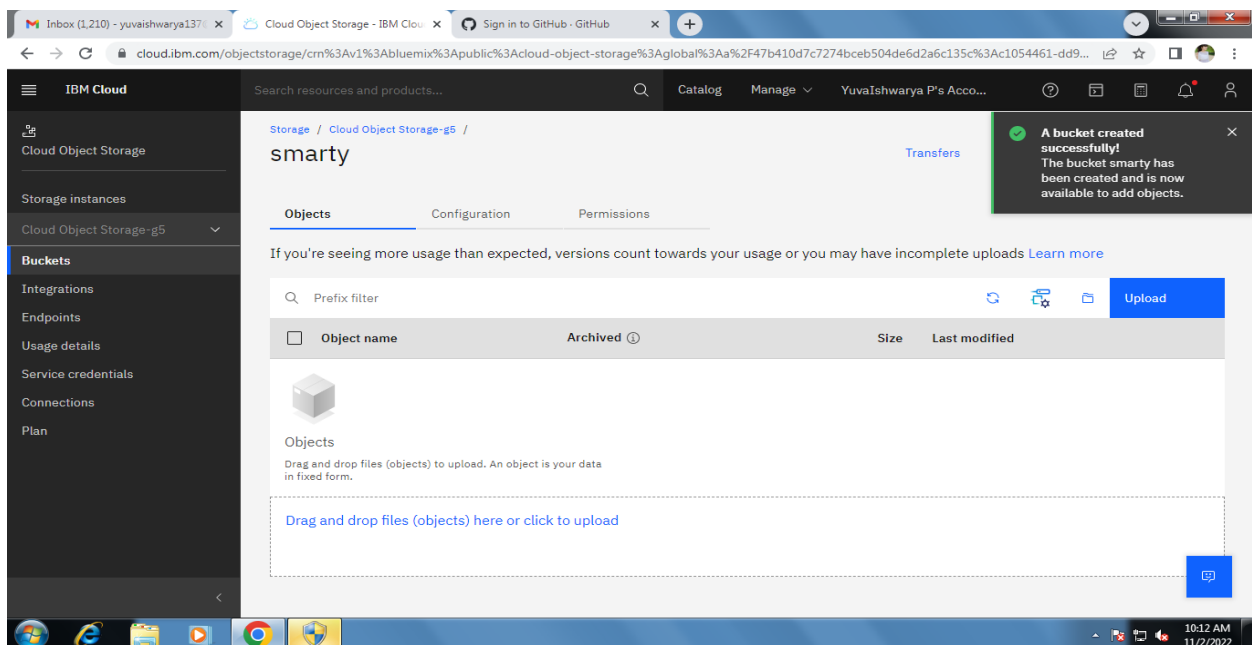 Inbox (1,210) - yuvaishwarya137
Cloud Object Storage - IBM Clou
Sign in to GitHub · GitHub
cloud.ibm.com/objectstorage/crn%3Av1%3Abluemix%3Apublic%3Acloud-object-storage%3Aglobal%3Aa%2F47b410d7c7274bceb504de6d2a6c135c%3Ac1054461-dd9...
IBM Cloud
Search resources and products...
Catalog
Manage
YuvaIshwarya P's Acco...
Cloud Object Storage
Storage instances
Cloud Object Storage-g5
Buckets
Integrations
Endpoints
Usage details
Service credentials
Connections
Plan
Storage / Cloud Object Storage-g5 /
smarty
Transfers
A bucket created
successfully!
The bucket smarty has
been created and is now
available to add objects.
Objects
Configuration
Permissions
If you're seeing more usage than expected, versions count towards your usage or you may have incomplete uploads Learn more
Prefix filter
Upload
Object name
Archived
Size
Last modified
Objects
Drag and drop files (objects) to upload. An object is your data
in fixed form.
Drag and drop files (objects) here or click to upload
10:12 AM
11/2/2022